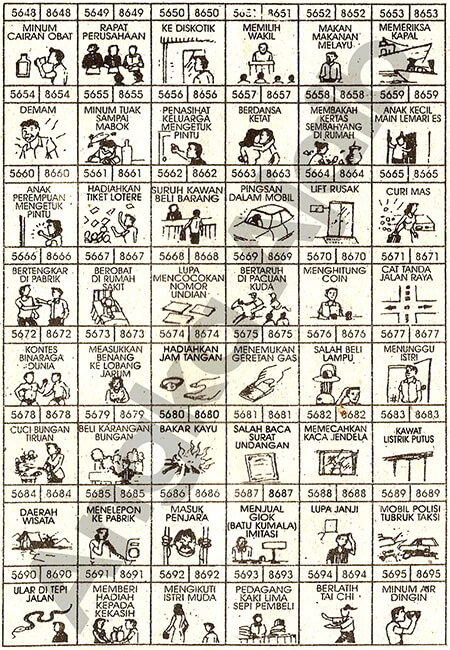 5648 8648
MINUM
CAIRAN OBAT
5649 8649
RAPAT
PERUSAHAAN
5650 8650
KE DISKOTIK
5651 8651
MEMILIH
WAKIL
5652 8652
MAKAN
MAKANAN
MELAYU
5653 8653
MEMERIKSA
KAPAL
5654 8654
DEMAM
5655 8655
MINUM TUAK
SAMPAI
MABOK
5656 8656
PENASIHAT
KELUARGA
MENGETUK
PINTU
5657 8657
BERDANSA
KETAT
5658 8658
MEMBAKAH
KERTAS
SEMBAHYANG
DI RUMAH
5659 8659
ANAK KECIL
MAIN LEMARI ES
5660 8660
ANAK
PEREMPUAN
MENGETUK
PINTU
5661 8661
HADIAHKAN
TIKET LOTERE
5662 8662
SURUH KAWAN
BELI BARANG
5663 8663
PINGSAN
DALAM MOBIL
5664 8664
LIFT RUSAK
5665 8565
CURI MAS
5666 8666
BERTENGKAR
DI PABRIK
5667 8667
BEROBAT
DI RUMAH
SAKIT
5668 8668
LUPA
MENCOCOKAN
NOMOR
UNDIAN
5669 8669
BERTARUH
DI PACUAN
KUDA
5670 8670
MENGHITUNG
COIN
5671 8671
CAT TANDA
JALAN RAYA
5672 8672
KONTES
BINARAGA
DUNIA
5673 8673
MEASUKKAN
BENANG
KE LOBANG
JARUM
5674 8674
HADIAHKAN
JAM TANGAN
5675 8675
MENEMUKAN
GERETAN GAS
5676 8676
SALAH BELI
LAMPU
5677 8677
MENUNGGU
ISTRI
5678 8678
CUCI BUNGAN
TIRUAN
5679 8679
BELI KARANGAN
BUNGAN
5680 8680
BAKAR KAYU
5681 8681
SALAH BACA
SURAT
UNDANGAN
5682 8682
MEMECAHKAN
KACA JENDELA
5683 8683
KAWAT
LISTRIK PUTUS
5684 8684
DAERAH
WISATA
5685 8685
MENELEPON
KE PABRIK
5686 8686
MASUK
PENJARA
5687 8687
MENJUAL
GIOK
(BATU KUMALA)
IMITASI
5688 8688
LUPA JANJI
5689 8689
MOBIL POLISI
TUBRUK TAKSI
5690 8690
ULAR DI TEPI
JALAN
5691 8691
MEMBERI
HADIAH
KEPADA
KEKASIH
5692 8692
MENGIKUTI
ISTRI MUDA
5693 8693
PEDAGANG
KAKI LIMA
SEPI PEMBELI
5694 8694
BERLATIH
TAI CHI
5695 8695
MINUM AIR
DINGIN